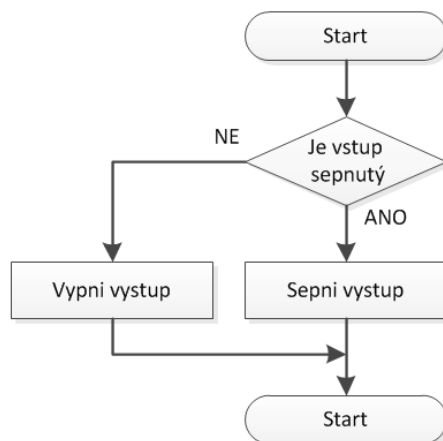 Start
NE
Je vstup
sepnutý
ANO
Vypni vystup
Sepni vystup
Start